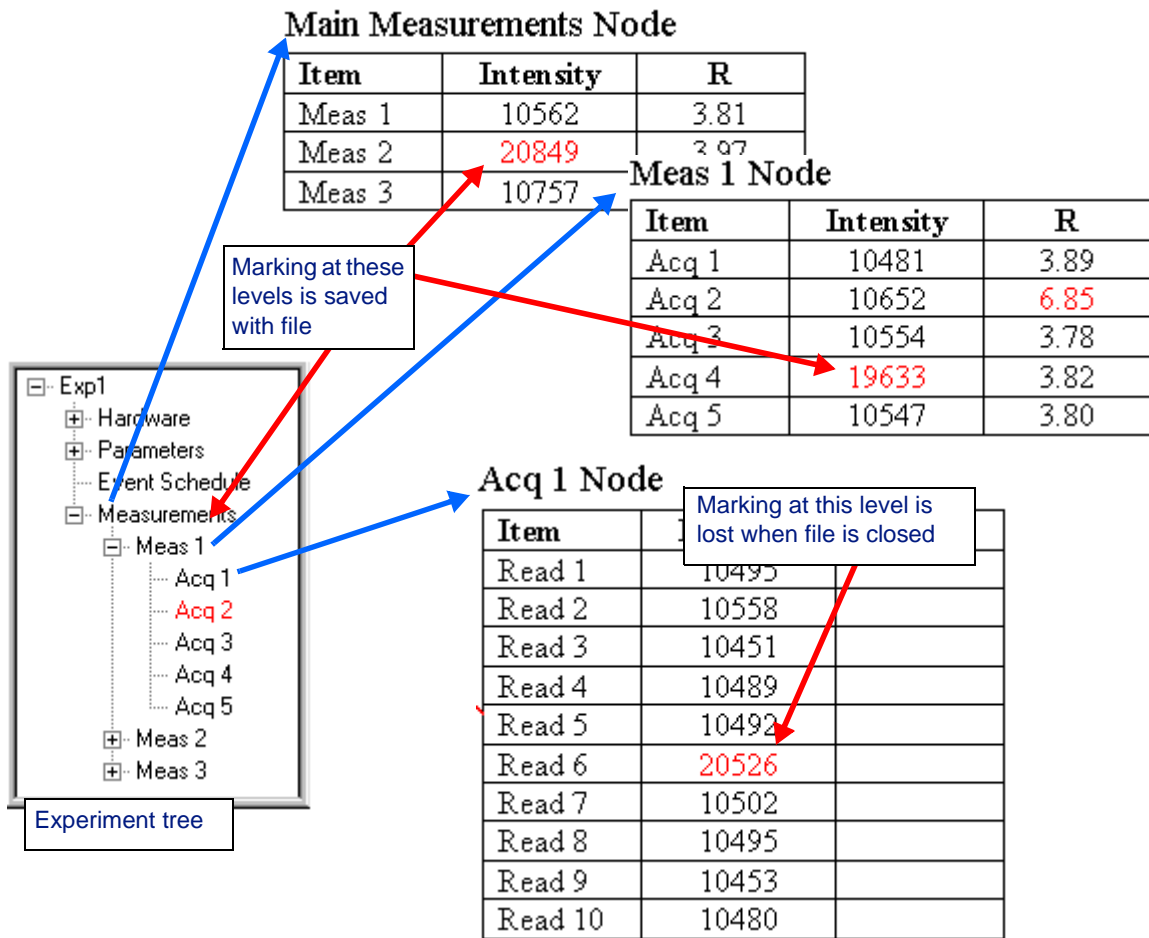 Main Measurements Node
Item Intensity R
Meas 1 10562 3.81
Meas 2 20849 3.97
Meas 3 10757
Meas 1 Node
Item Intensity R
Acq 1 10481 3.89
Acq 2 10652 6.85
Acq 3 10554 3.78
Acq 4 19633 3.82
Acq 5 10547 3.80
Marking at these
levels is saved
with file
Exp1
Hardware
Parameters
Event Schedule
Measurements
Meas 1
Acq 1
Acq 2
Acq 3
Acq 4
Acq 5
Meas 2
Meas 3
Experiment tree
Acq 1 Node
Marking at this level is
lost when file is closed
Item
Read 1 10495
Read 2 10558
Read 3 10451
Read 4 10489
Read 5 10492
Read 6 20526
Read 7 10502
Read 8 10495
Read 9 10453
Read 10 10480